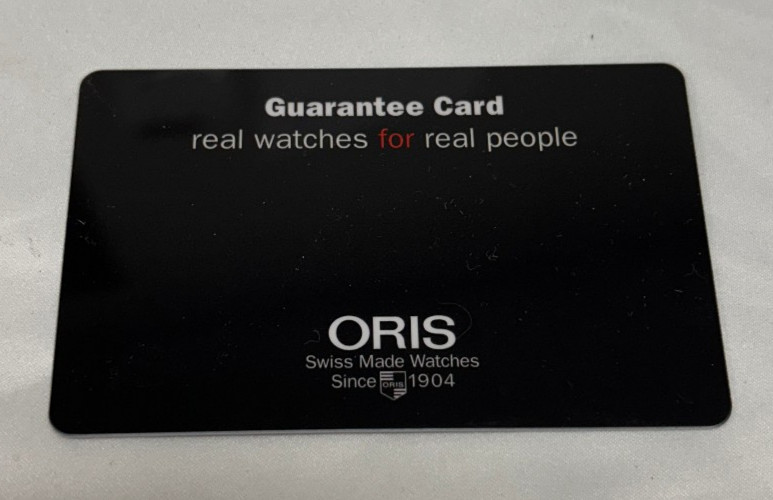 Guarantee Card
real watches for real people
ORIS
Swiss Made Watches
Since ORIS 1904